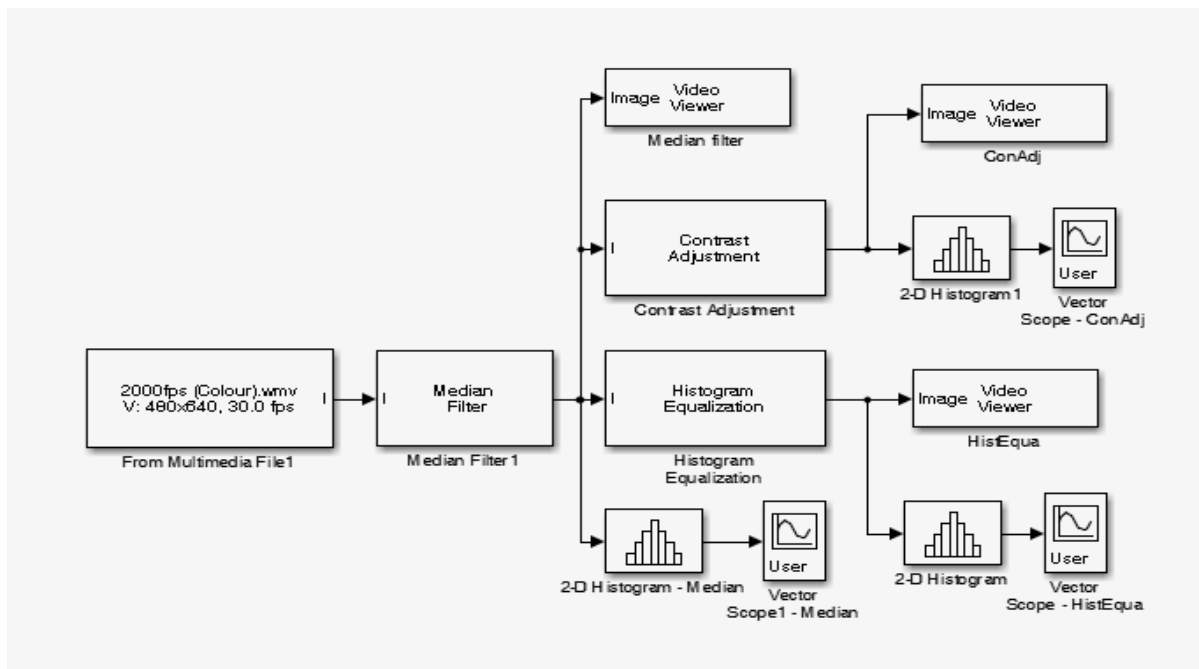 Image Video
Viewer
Median filter
Image Video
Viewer
ConAdj
I Contrast
Adjustment
Contrast Adjustment
2-D Histogram1
User
Vector
Scope - ConAdj
2000fps (Colour).wmv
V: 480x640, 30.0 fps
I
From Multimedia File1
I Median
Filter
Median Filter1
I Histogram
Equalization
Histogram
Equalization
Image Video
Viewer
HistEqua
2-D Histogram - Median
User
Vector
Scope1 - Median
2-D Histogram
User
Vector
Scope - HistEqua